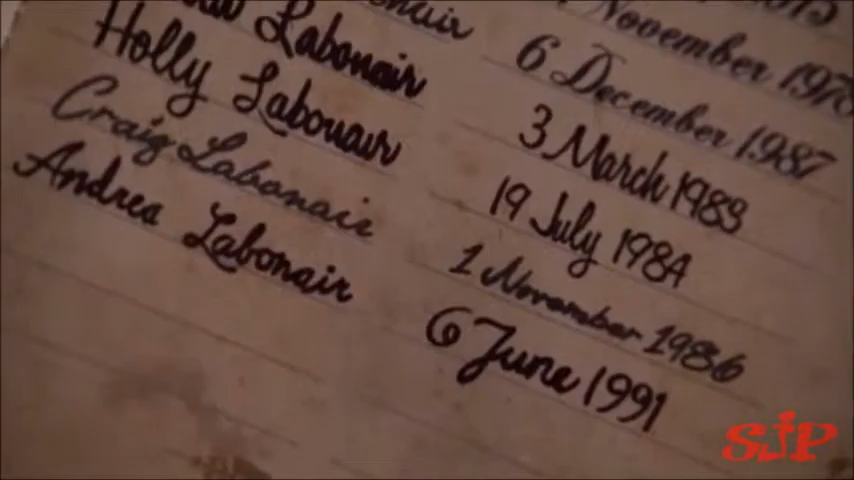 November 1978
6 December 1987
Labonair 3 March 1983
Holly Labonair 19 July 1984
Craig Labonair 1 November 1986
Andrea Labonair 6 June 1991
SJP